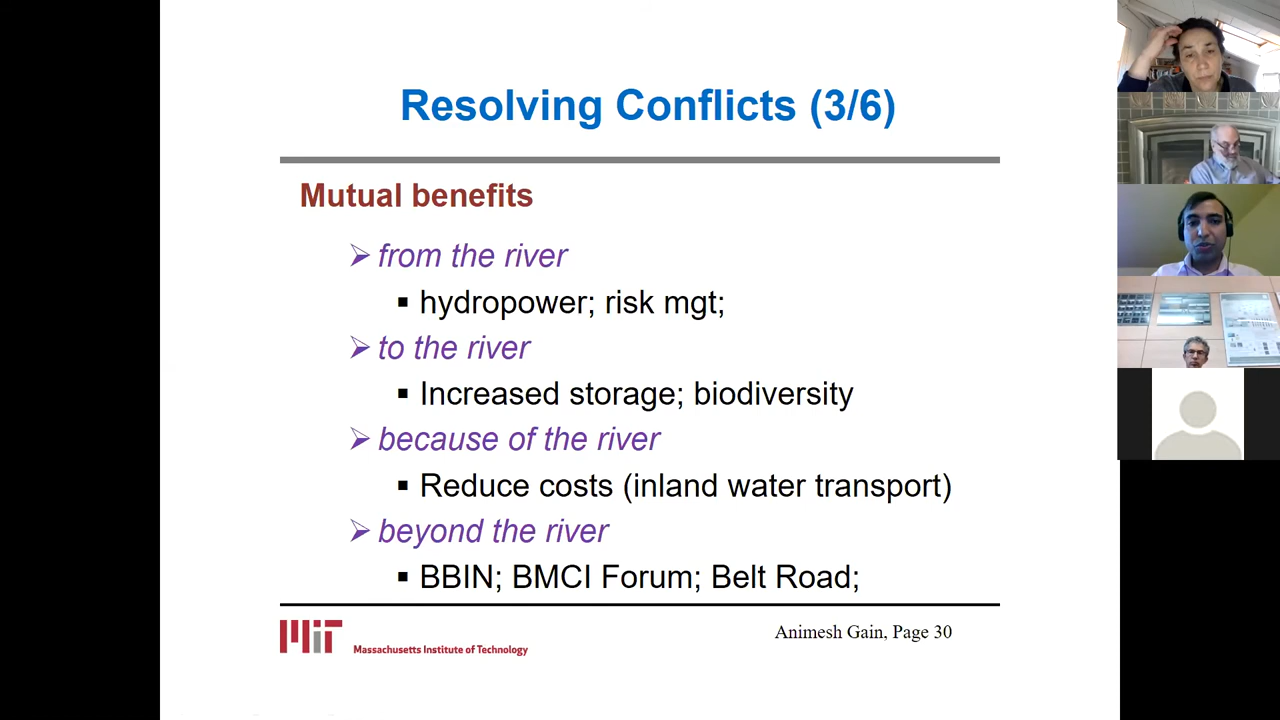 Resolving Conflicts (3/6)
Mutual benefits
from the river
hydropower; risk mgt;
to the river
Increased storage; biodiversity
because of the river
Reduce costs (inland water transport)
beyond the river
BBIN; BMCI Forum; Belt Road;
MIT
Massachusetts Institute of Technology
Animesh Gain, Page 30